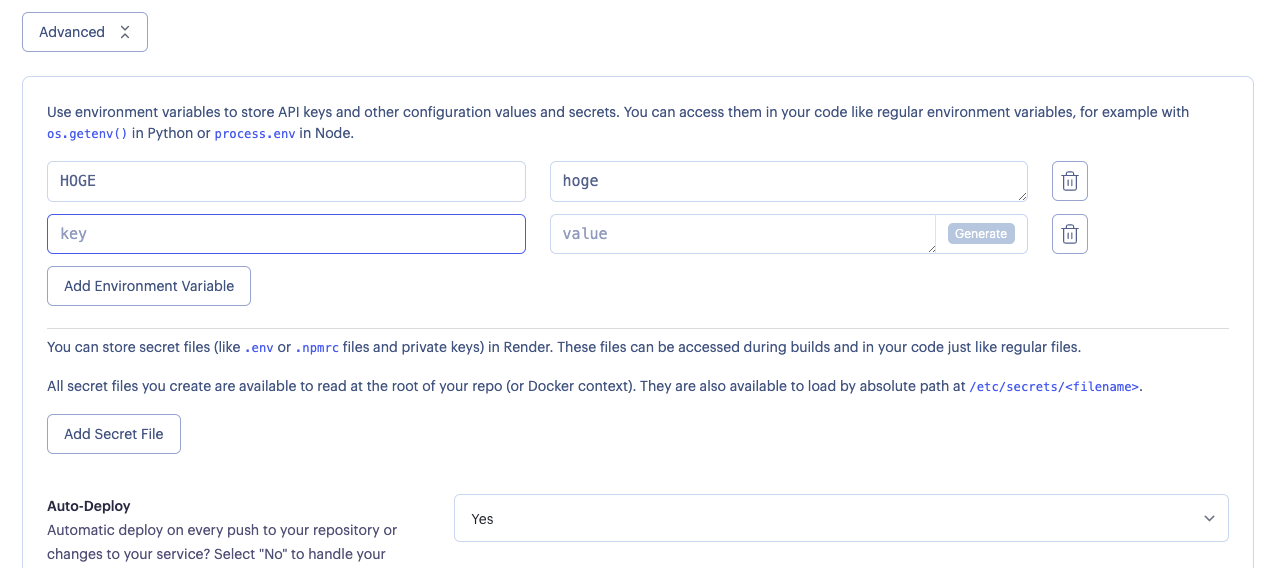 Advanced
Use environment variables to store API keys and other configuration values and secrets. You can access them in your code like regular environment variables, for example with
os.getenv() in Python or process.env in Node.
HOGE hoge
key value Generate
Add Environment Variable
You can store secret files (like .env or .npmrc files and private keys) in Render. These files can be accessed during builds and in your code just like regular files.
All secret files you create are available to read at the root of your repo (or Docker context). They are also available to load by absolute path at /etc/secrets/<filename>.
Add Secret File
Auto-Deploy
Yes
Automatic deploy on every push to your repository or
changes to your service? Select "No" to handle your